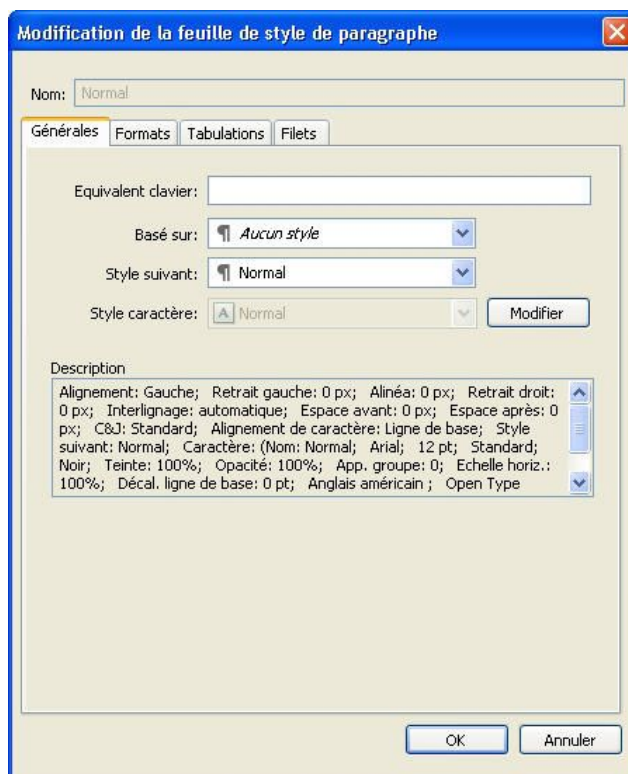 Modification de la feuille de style de paragraphe
Nom: Normal
Générales Formats Tabulations Filets
Equivalent clavier:
Basé sur: ¶ Aucun style
Style suivant: ¶ Normal
Style caractère: A Normal Modifier
Description
Alignement: Gauche; Retrait gauche: 0 px; Alinéa: 0 px; Retrait droit:
0 px; Interlignage: automatique; Espace avant: 0 px; Espace après: 0
px; C&J: Standard; Alignement de caractère: Ligne de base; Style
suivant: Normal; Caractère: (Nom: Normal; Arial; 12 pt; Standard;
Noir; Teinte: 100%; Opacité: 100%; App. groupe: 0; Echelle horiz.:
100%; Décal. ligne de base: 0 pt; Anglais américain ; Open Type
OK Annuler